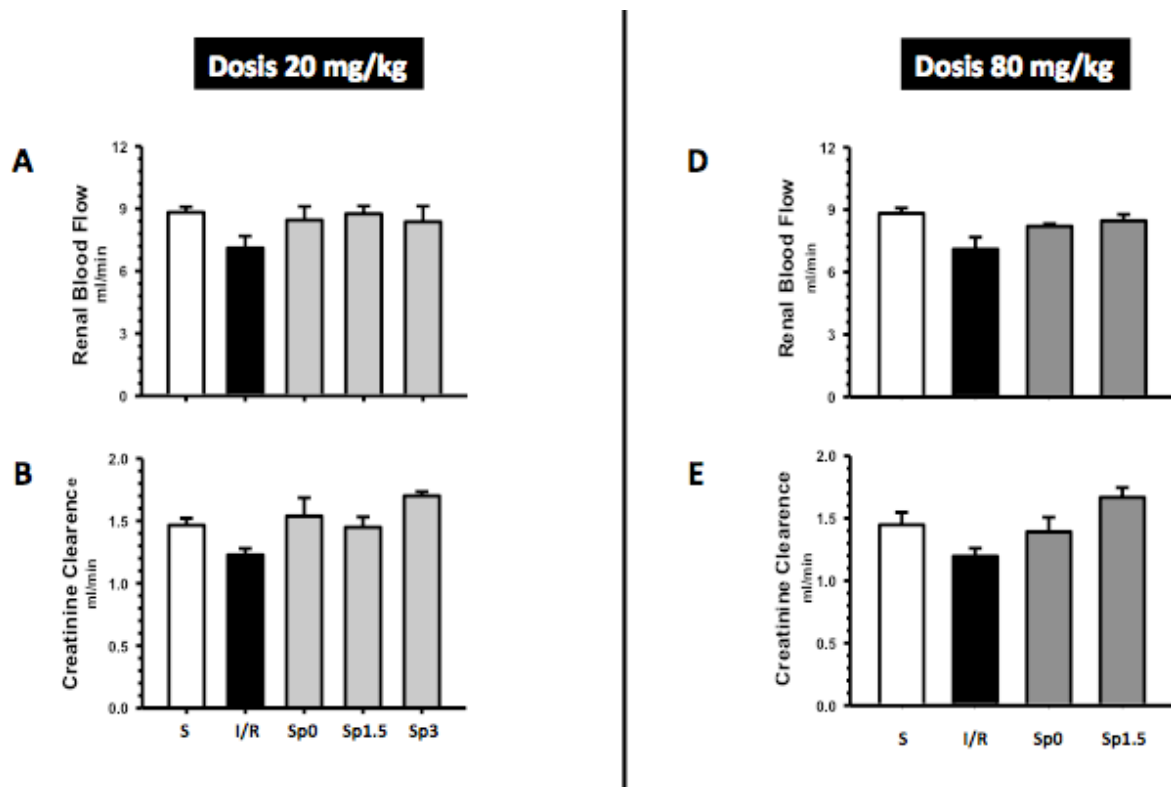 Dosis 20 mg/kg
A
Renal Blood Flow
ml/min
12
9
6
3
0
B
Creatinine Clearence
ml/min
2.0
1.5
1.0
0.5
0.0
S I/R Sp0 Sp1.5 Sp3
Dosis 80 mg/kg
D
Renal Blood Flow
ml/min
12
9
6
3
0
E
Creatinine Clearence
ml/min
2.0
1.5
1.0
0.5
0.0
S I/R Sp0 Sp1.5